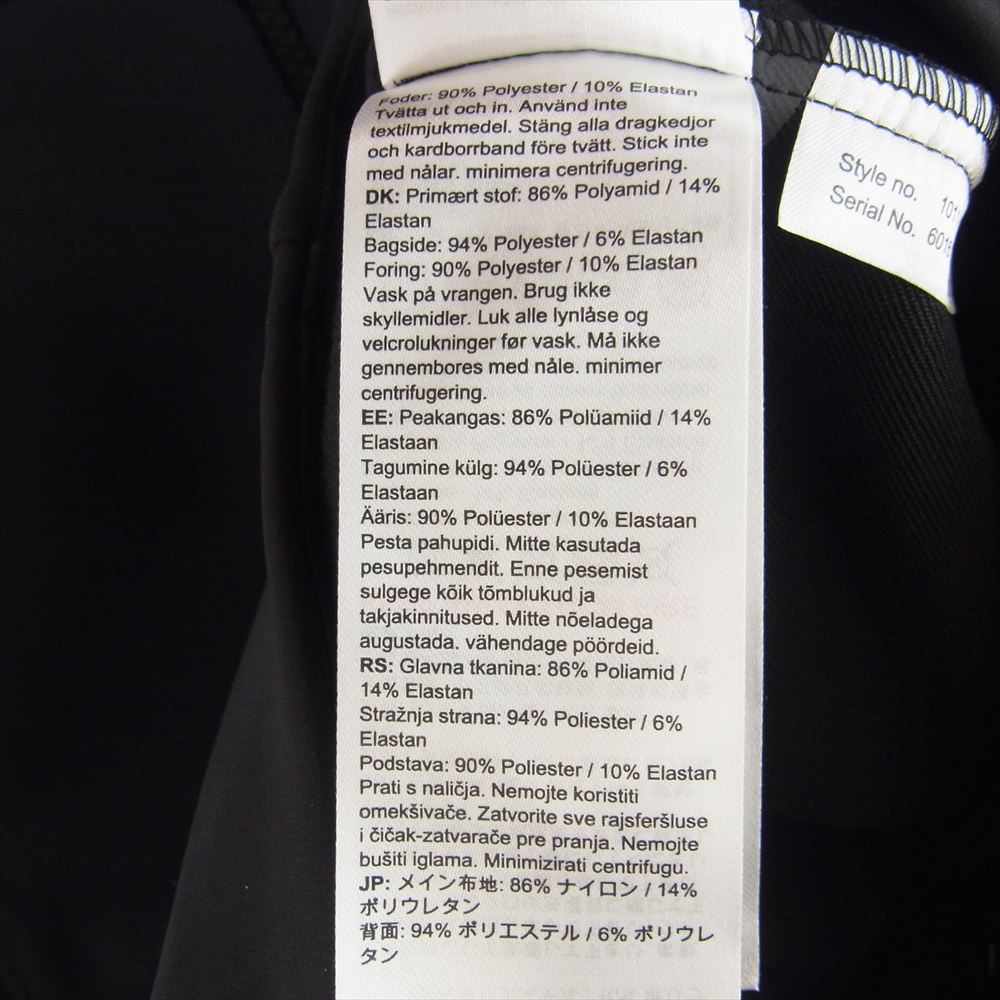 Foder: 90% Polyester / 10% Elastan
Tvätta ut och in. Använd inte
textilmjukmedel. Stäng alla dragkedjor
och kardborrband före tvätt. Stick inte
med nålar. minimera centrifugering.
DK: Primært stof: 86% Polyamid / 14%
Elastan
Bagside: 94% Polyester / 6% Elastan
Foring: 90% Polyester / 10% Elastan
Vask på vrangen. Brug ikke
skyllemidler. Luk alle lynlåse og
velcrolukninger før vask. Må ikke
gennembores med nåle. minimer
centrifugering.
EE: Peakangas: 86% Polüamiid / 14%
Elastaan
Tagumine külg: 94% Polüester / 6%
Elastaan
Ääris: 90% Polüester / 10% Elastaan
Pesta pahupidi. Mitte kasutada
pesupehmendit. Enne pesemist
sulgege kõik tõmblukud ja
takjakinnitused. Mitte nõeladega
augustada. vähendage pöördeid.
RS: Glavna tkanina: 86% Poliamid /
14% Elastan
Stražnja strana: 94% Poliester / 6%
Elastan
Podstava: 90% Poliester / 10% Elastan
Prati s naličja. Nemojte koristiti
omekšivače. Zatvorite sve rajsferšluse
i čičak-zatvarače pre pranja. Nemojte
bušiti iglama. Minimizirati centrifugu.
JP: メイン布地: 86% ナイロン / 14%
ポリウレタン
背面: 94% ポリエステル / 6% ポリウレ
タン
Style no. 101
Serial No. 6018